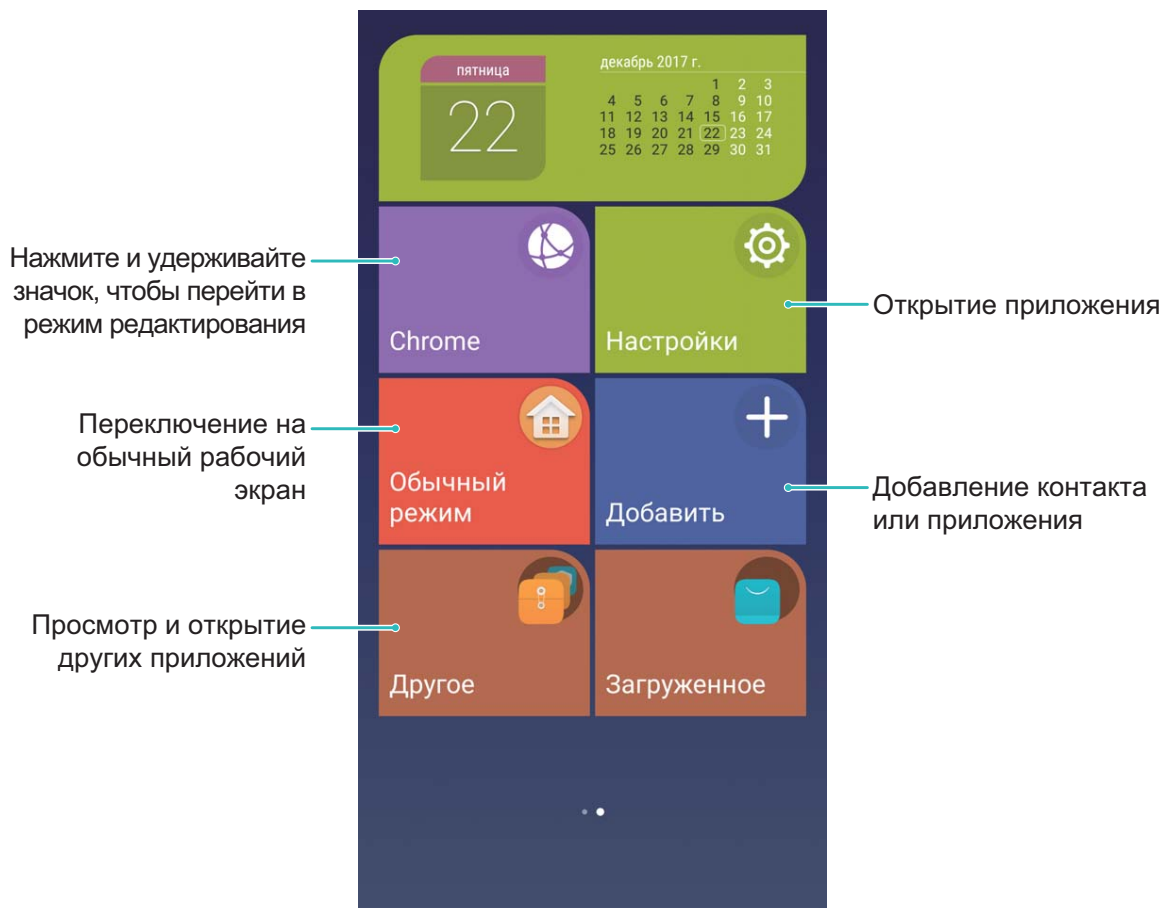 пятница
22
декабрь 2017 г.
1 2 3
4 5 6 7 8 9 10
11 12 13 14 15 16 17
18 19 20 21 22 23 24
25 26 27 28 29 30 31
Нажмите и удерживайте
значок, чтобы перейти в
режим редактирования
Chrome
Настройки
Открытие приложения
Переключение на
обычный рабочий
экран
Обычный
режим
Добавить
Добавление контакта
или приложения
Просмотр и открытие
других приложений
Другое
Загруженное